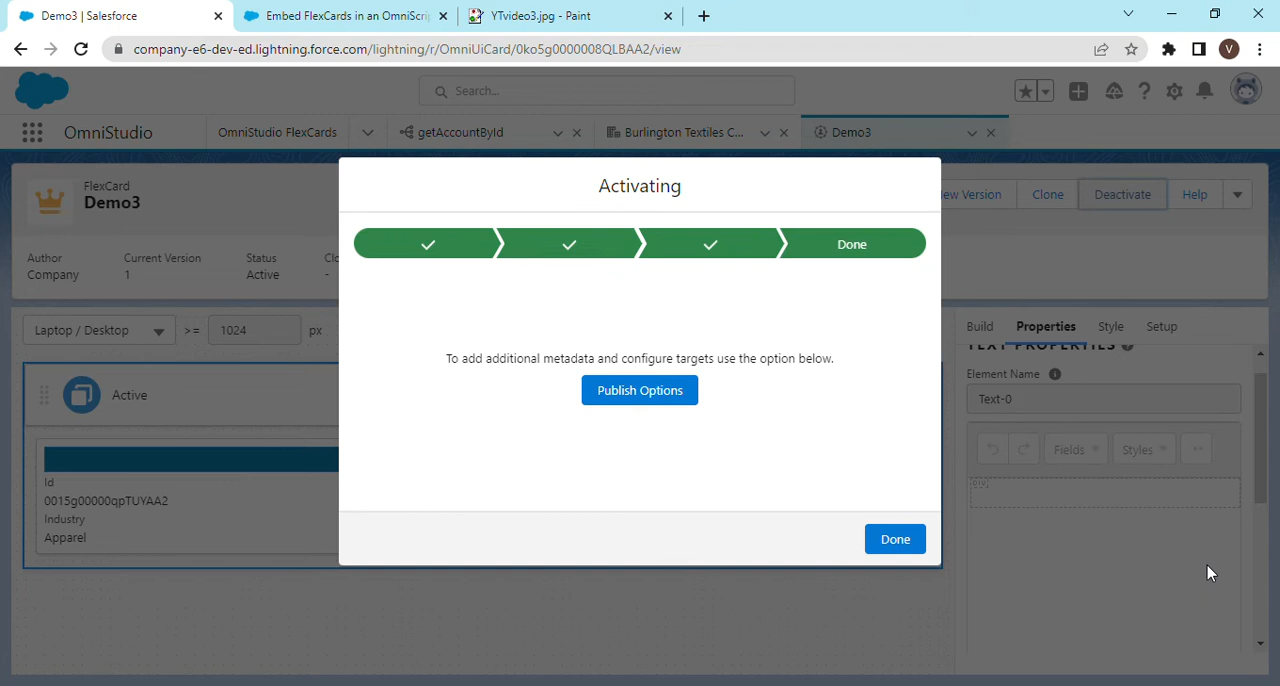 Demo3 | Salesforce
Embed FlexCards in an OmniScri
YTvideo3.jpg - Paint
company-e6-dev-ed.lightning.force.com/lightning/r/OmniUiCard/0ko5g0000008QLBAA2/view
V
Search...
OmniStudio
OmniStudio FlexCards
getAccountById
Burlington Textiles C...
Demo3
FlexCard
Demo3
ew Version
Clone
Deactivate
Help
Author
Company
Current Version
1
Status
Active
Clo
-
Activating
Done
To add additional metadata and configure targets use the option below.
Publish Options
Done
Laptop / Desktop
>=
1024
px
Active
Id
0015g00000qpTUYAA2
Industry
Apparel
Build
Properties
Style
Setup
TEXT PROPERTIES
Element Name
Text-0
Fields
Styles
div